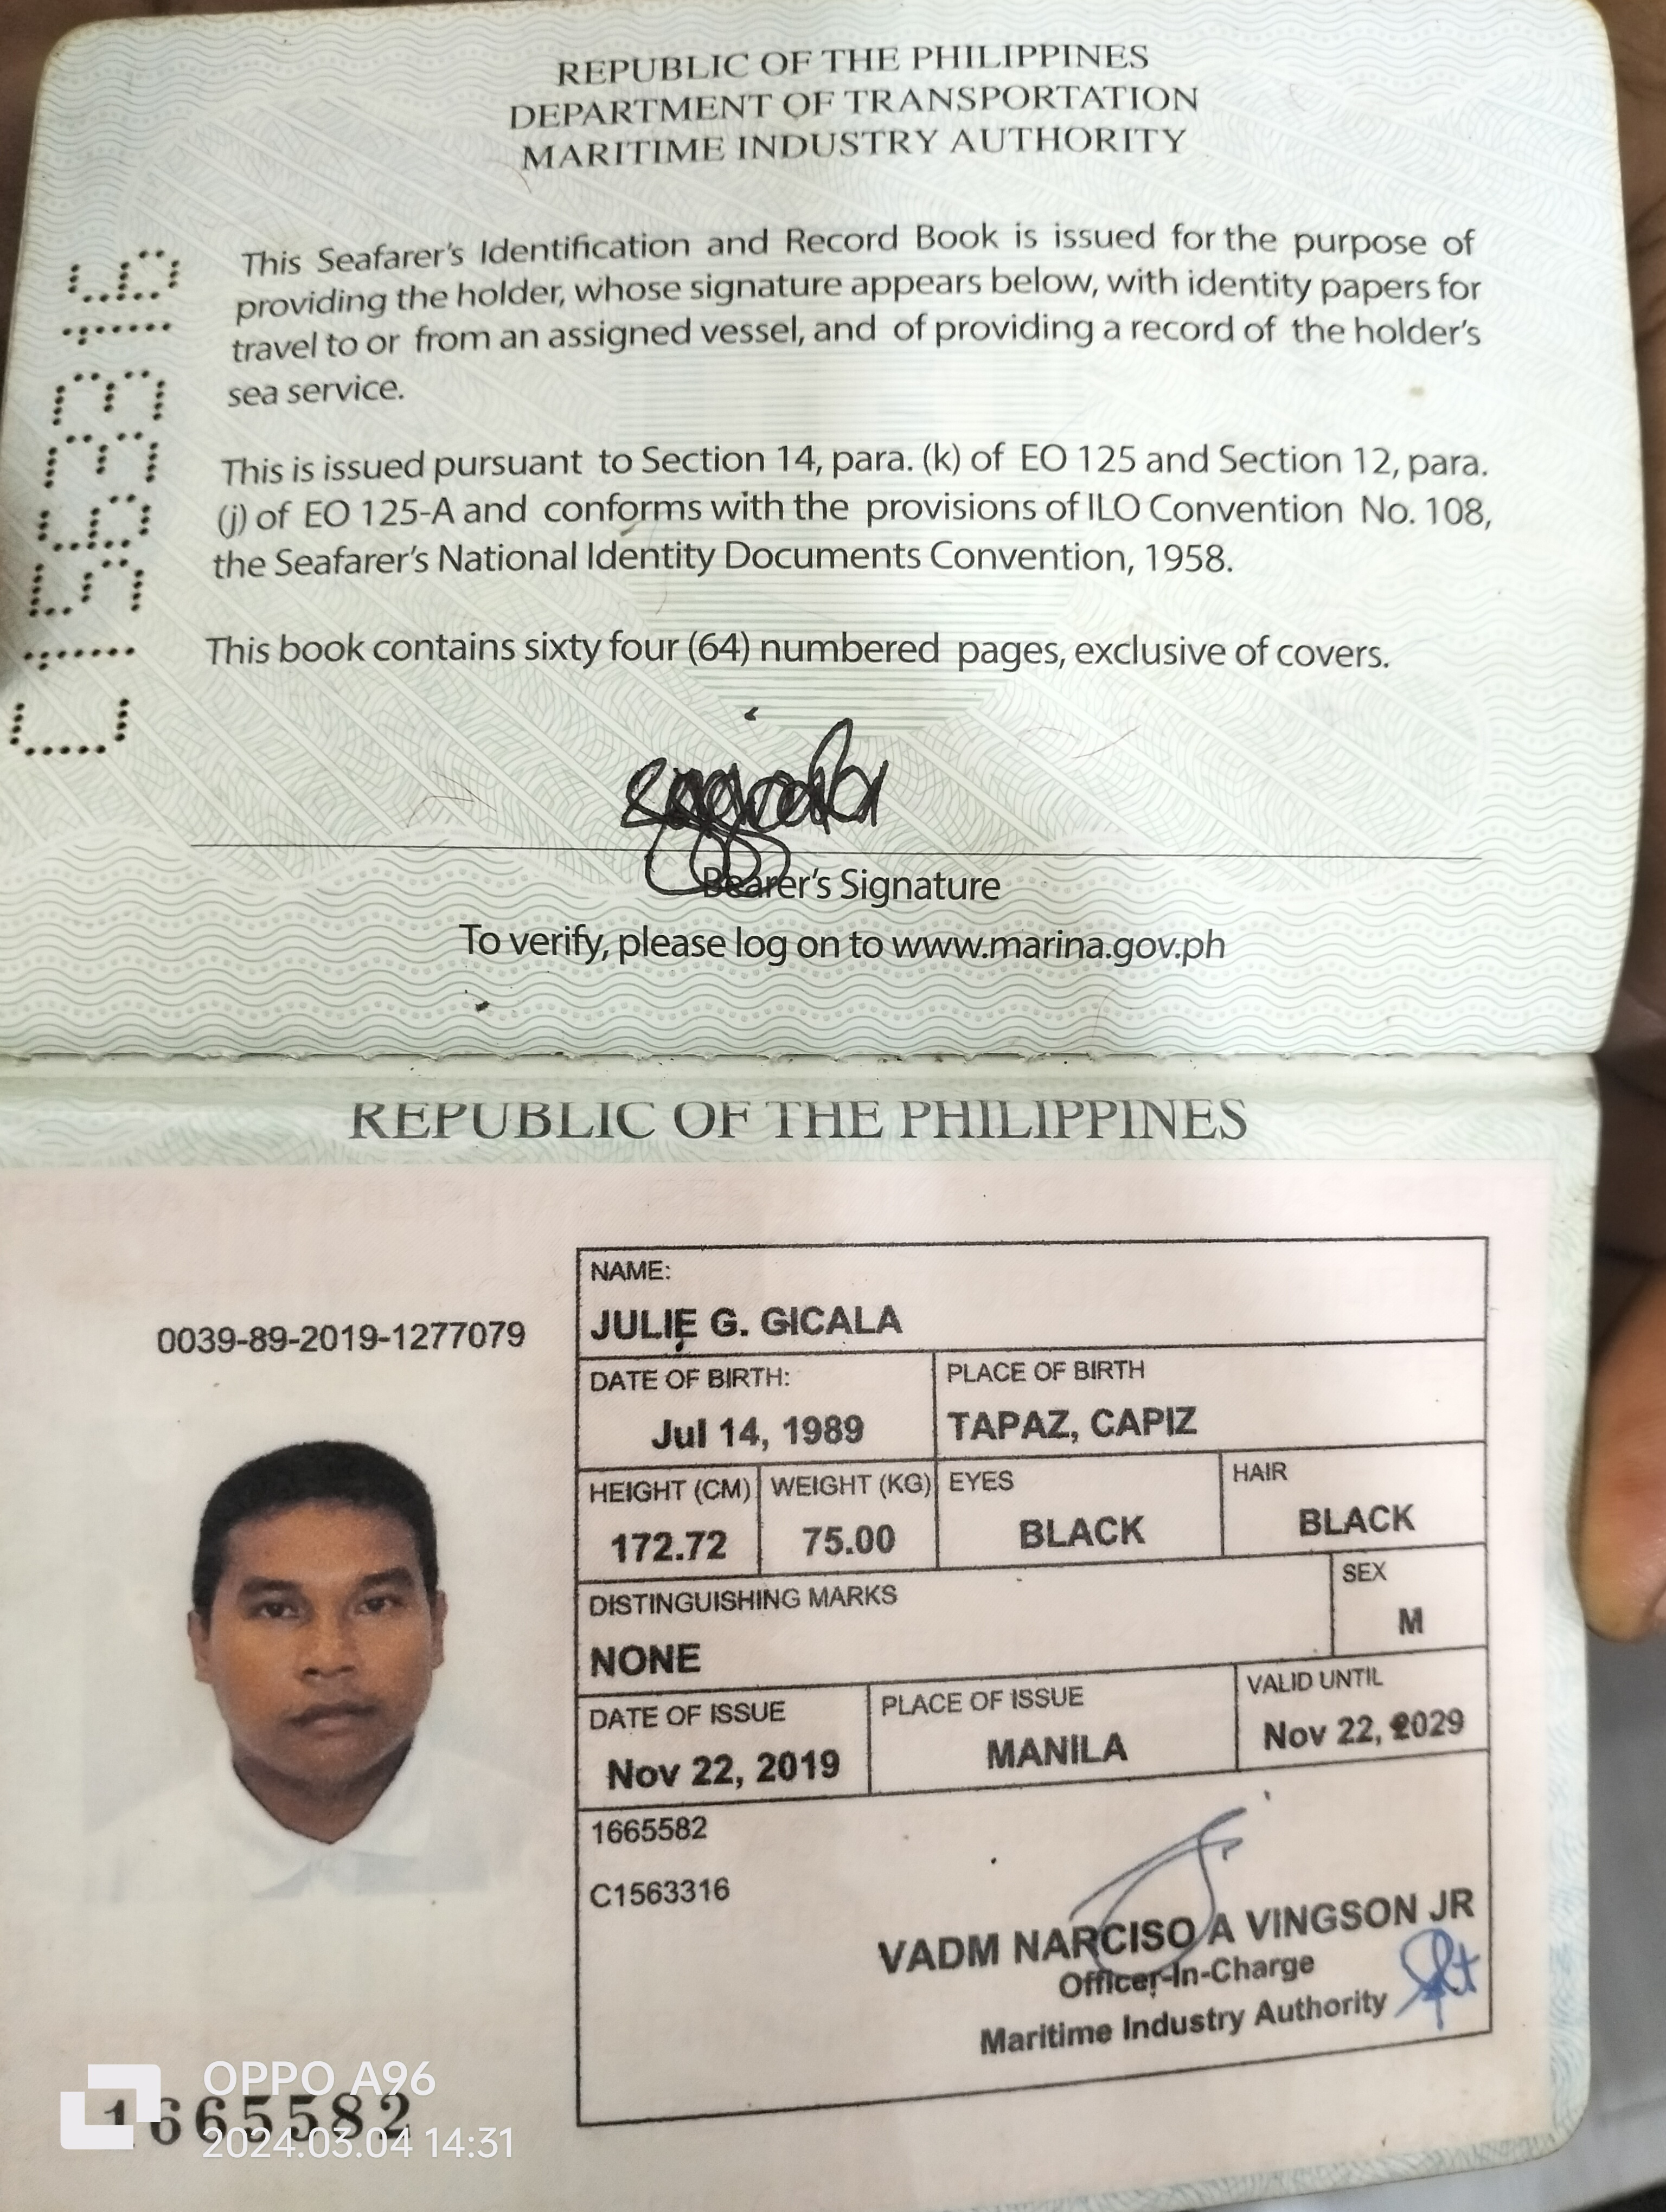 REPUBLIC OF THE PHILIPPINES
DEPARTMENT OF TRANSPORTATION
MARITIME INDUSTRY AUTHORITY
C1563316
This Seafarer's Identification and Record Book is issued for the purpose of
providing the holder, whose signature appears below, with identity papers for
travel to or from an assigned vessel, and of providing a record of the holder's
sea service.
This is issued pursuant to Section 14, para. (k) of EO 125 and Section 12, para.
(j) of EO 125-A and conforms with the provisions of ILO Convention No. 108,
the Seafarer's National Identity Documents Convention, 1958.
This book contains sixty four (64) numbered pages, exclusive of covers.
Bearer's Signature
To verify, please log on to www.marina.gov.ph
REPUBLIC OF THE PHILIPPINES
0039-89-2019-1277079
NAME:
JULIE G. GICALA
DATE OF BIRTH: PLACE OF BIRTH
Jul 14, 1989 TAPAZ, CAPIZ
HEIGHT (CM) WEIGHT (KG) EYES HAIR
172.72 75.00 BLACK BLACK
DISTINGUISHING MARKS SEX
NONE M
DATE OF ISSUE PLACE OF ISSUE VALID UNTIL
Nov 22, 2019 MANILA Nov 22, 2029
1665582
C1563316
VADM NARCISO A VINGSON JR
Officer-In-Charge
Maritime Industry Authority
1665582
OPPO A96
2024.03.04 14:31